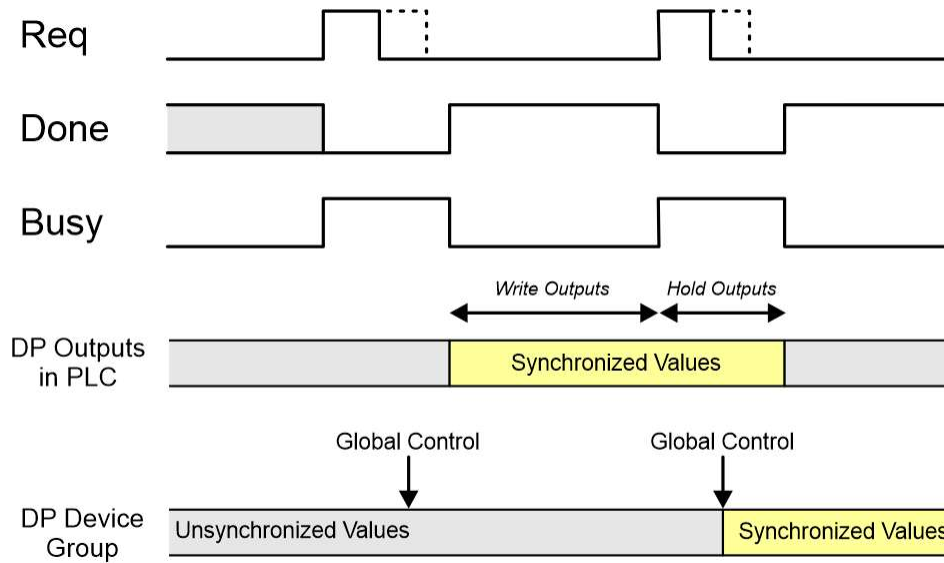 Req
Done
Busy
Write Outputs
Hold Outputs
DP Outputs
in PLC
Synchronized Values
Global Control
Global Control
DP Device
Group
Unsynchronized Values
Synchronized Values